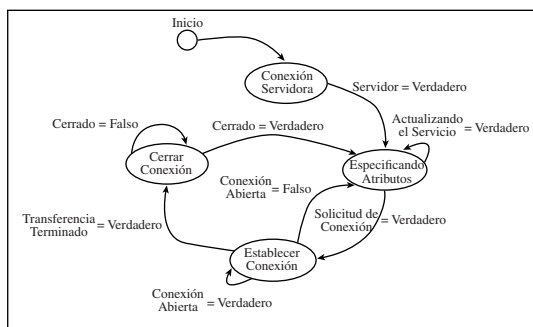 Inicio
Conexión
Servidora
Servidor = Verdadero
Actualizando
el Servicio = Verdadero
Cerrado = Falso
Cerrado = Verdadero
Cerrar
Conexión
Especificando
Atributos
Conexión
Abierta = Falso
Solicitud de
Conexión = Verdadero
Transferencia
Terminado = Verdadero
Establecer
Conexión
Conexión
Abierta = Verdadero